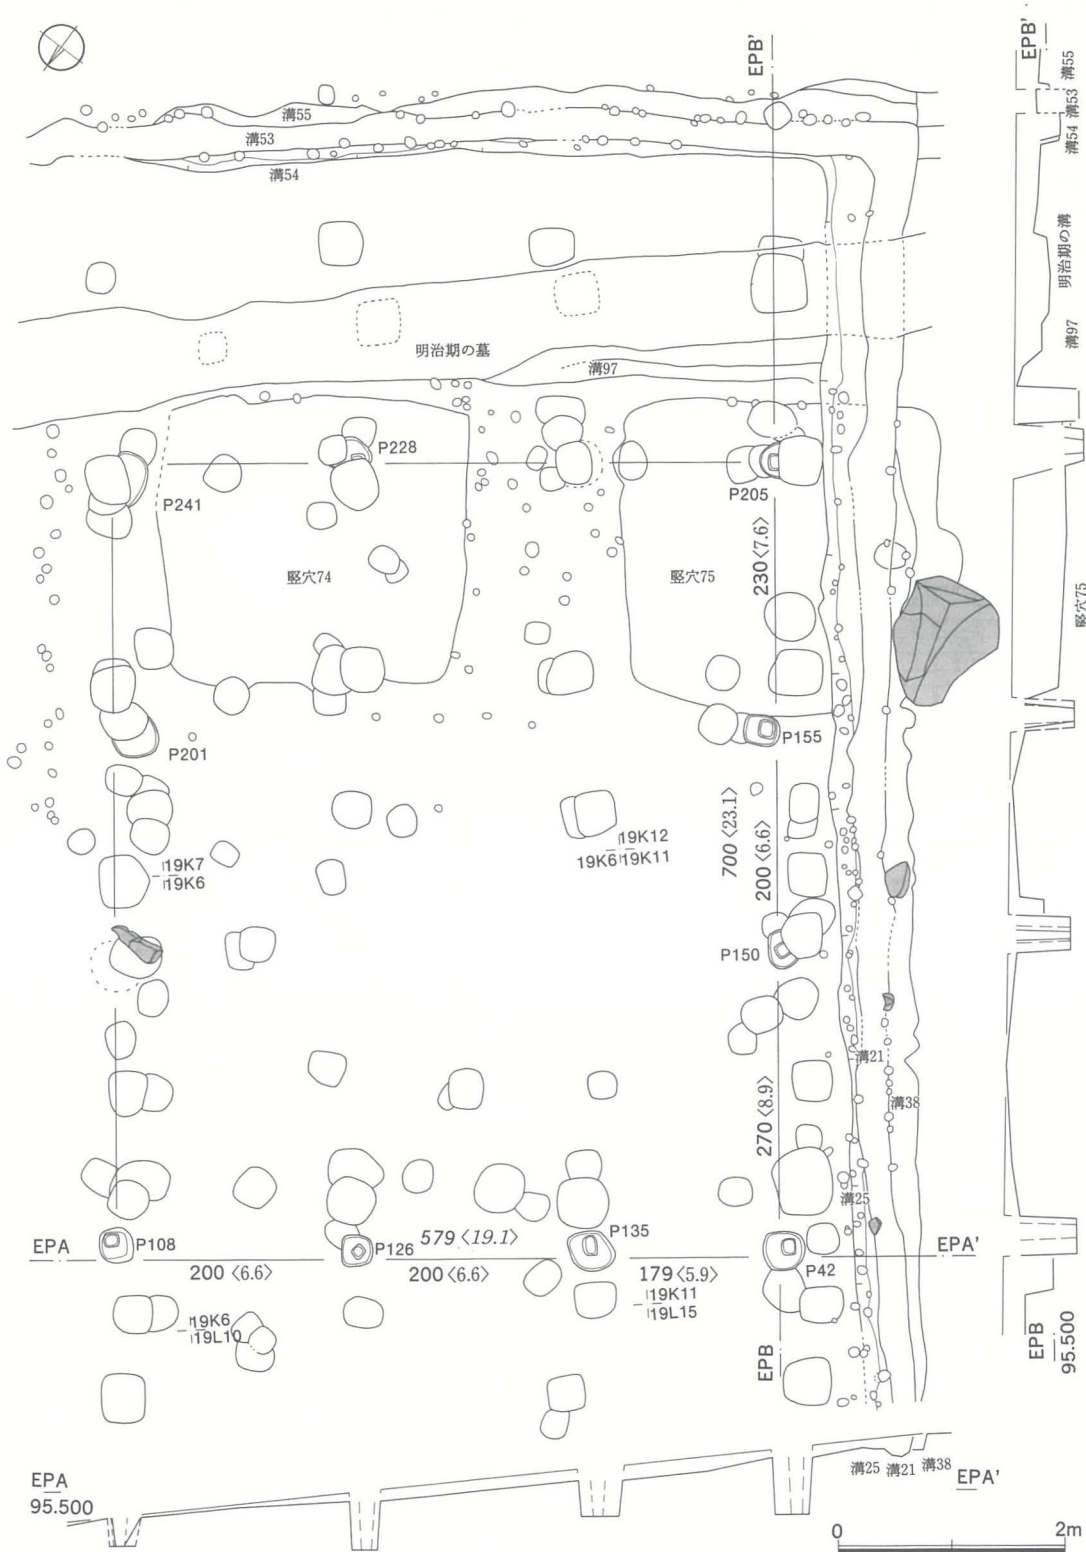 EPB'
EPB'
溝55
溝53
溝54
溝55
溝53
溝54
明治期の溝
溝97
明治期の墓
溝97
P228
P241
P205
竪穴74
竪穴75
230〈7.6〉
竪穴75
P201
P155
700〈23.1〉
200〈6.6〉
19K12
19K6 19K11
19K7
19K6
P150
溝21
溝38
270〈8.9〉
溝25
EPA
P108
P126
579〈19.1〉
P135
P42
EPA'
200〈6.6〉
200〈6.6〉
179〈5.9〉
19K11
19L15
19K6
19L10
EPB
EPB
95.500
溝25 溝21 溝38
EPA'
EPA
95.500
0 2m